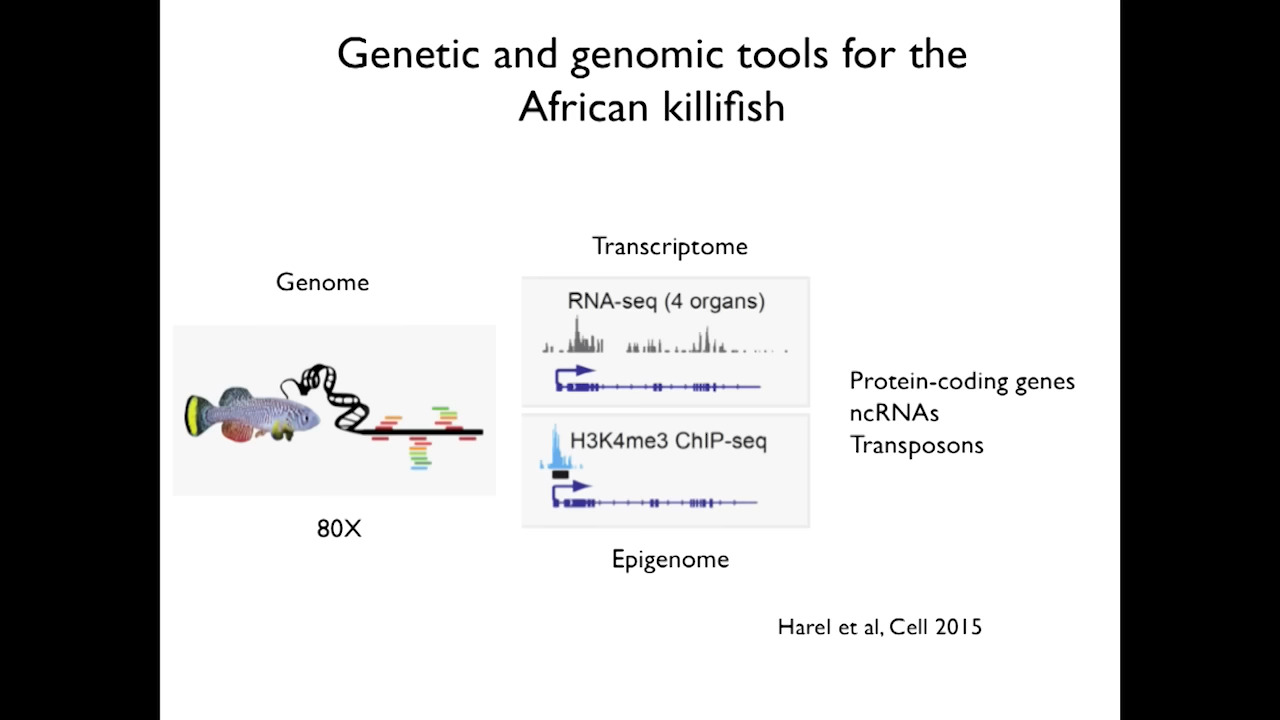 Genetic and genomic tools for the
African killifish
Genome
80X
Transcriptome
RNA-seq (4 organs)
H3K4me3 ChIP-seq
Epigenome
Protein-coding genes
ncRNAs
Transposons
Harel et al, Cell 2015